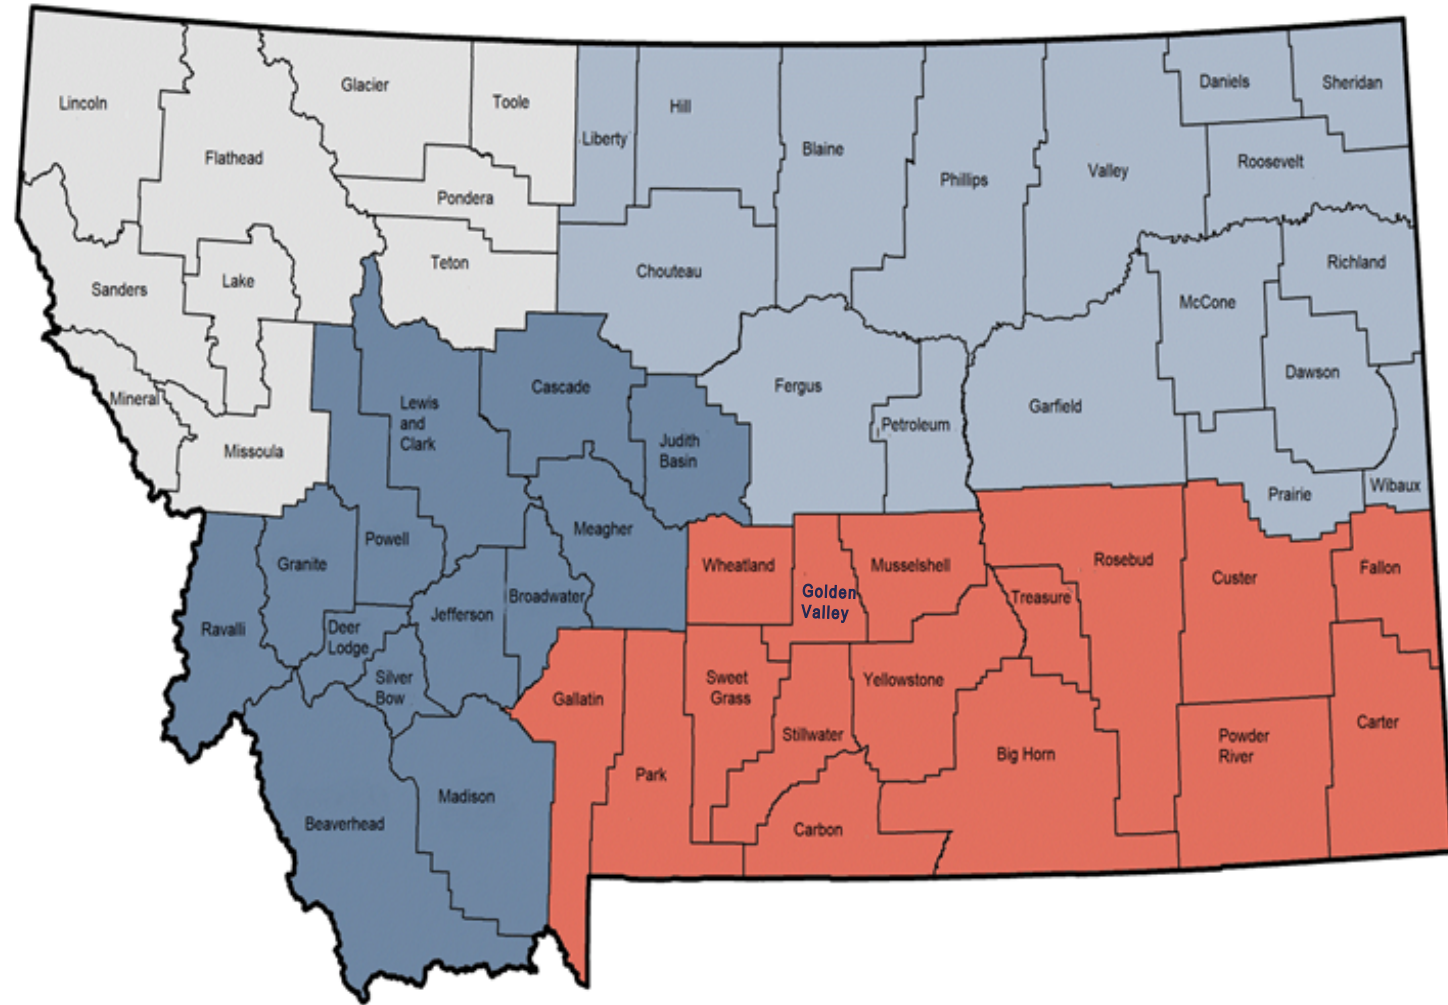 Lincoln
Flathead
Glacier
Toole
Liberty
Hill
Blaine
Phillips
Valley
Daniels
Sheridan
Roosevelt
Pondera
Teton
Chouteau
Sanders
Lake
McCone
Richland
Mineral
Missoula
Lewis
and
Clark
Cascade
Judith
Basin
Fergus
Petroleum
Garfield
Dawson
Prairie
Wibaux
Powell
Granite
Meagher
Ravalli
Deer
Lodge
Jefferson
Broadwater
Wheatland
Golden
Valley
Musselshell
Treasure
Rosebud
Custer
Fallon
Silver
Bow
Gallatin
Park
Sweet
Grass
Stillwater
Yellowstone
Big Horn
Powder
River
Carter
Beaverhead
Madison
Carbon